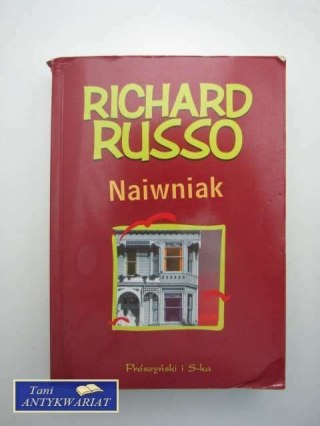 RICHARD
RUSSO
Naiwniak
Prószyński i S-ka
Tani
ANTYKWARIAT